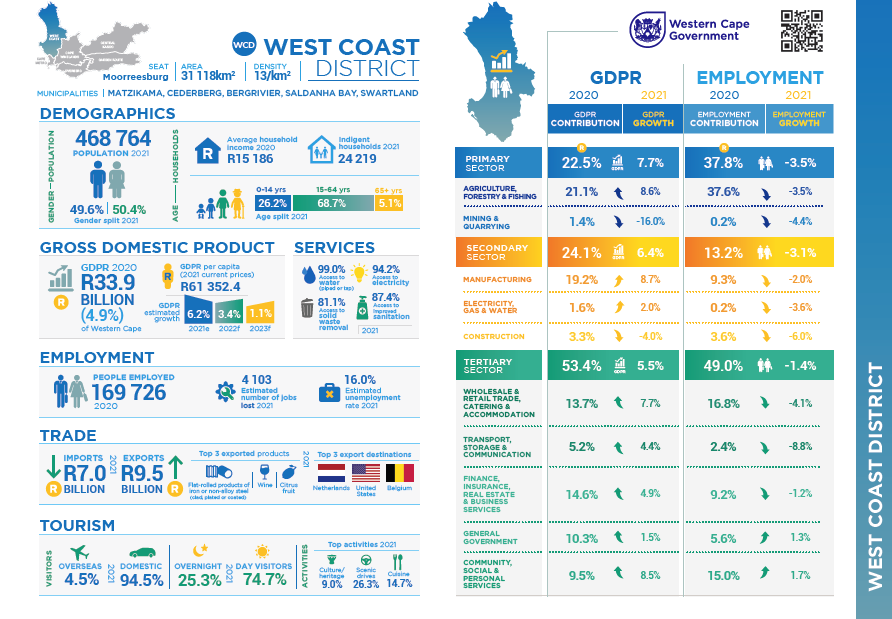 WCD
WEST COAST
DISTRICT
SEAT
Moorreesburg
AREA
31 118km²
DENSITY
13/km²
MUNICIPALITIES | MATZIKAMA, CEDERBERG, BERGRIVIER, SALDANHA BAY, SWARTLAND
DEMOGRAPHICS
GENDER — POPULATION
468 764
POPULATION 2021
49.6% | 50.4%
Gender split 2021
AGE — HOUSEHOLDS
Average household
income 2020
R15 186
R
Indigent
households 2021
24 219
0-14 yrs
15-64 yrs
65+ yrs
26.2%
68.7%
5.1%
Age split 2021
GROSS DOMESTIC PRODUCT
GDPR 2020
R33.9
BILLION
(4.9%)
of Western Cape
R
GDPR per capita
(2021 current prices)
R61 352.4
R
GDPR
estimated
growth
6.2%
3.4%
1.1%
2021e
2022f
2023f
SERVICES
99.0%
Access to
water
(piped or tap)
94.2%
Access to
electricity
81.1%
Access to
solid
waste
removal
87.4%
Access to
improved
sanitation
2021
EMPLOYMENT
PEOPLE EMPLOYED
169 726
2020
4 103
Estimated
number of jobs
lost 2021
16.0%
Estimated
unemployment
rate 2021
TRADE
IMPORTS
R7.0
BILLION
R
2021
EXPORTS
R9.5
BILLION
R
Top 3 exported products
Flat-rolled products of
iron or non-alloy steel
(clad, plated or coated)
Wine
Citrus
fruit
2021
Top 3 export destinations
Netherlands
United
States
Belgium
TOURISM
VISITORS
OVERSEAS
4.5%
2021
DOMESTIC
94.5%
OVERNIGHT
25.3%
2021
DAY VISITORS
74.7%
ACTIVITIES
Top activities 2021
Culture/
heritage
9.0%
Scenic
drives
26.3%
Cuisine
14.7%
Western Cape
Government
GDPR
2020 2021
EMPLOYMENT
2020 2021
GDPR
CONTRIBUTION
GDPR
GROWTH
EMPLOYMENT
CONTRIBUTION
EMPLOYMENT
GROWTH
R
R
PRIMARY
SECTOR
22.5% GDPR 7.7% 37.8% -3.5%
AGRICULTURE,
FORESTRY & FISHING
21.1% 8.6% 37.6% -3.5%
MINING &
QUARRYING
1.4% -16.0% 0.2% -4.4%
SECONDARY
SECTOR
24.1% GDPR 6.4% 13.2% -3.1%
MANUFACTURING
19.2% 8.7% 9.3% -2.0%
ELECTRICITY,
GAS & WATER
1.6% 2.0% 0.2% -3.6%
CONSTRUCTION
3.3% -4.0% 3.6% -6.0%
TERTIARY
SECTOR
53.4% GDPR 5.5% 49.0% -1.4%
WHOLESALE &
RETAIL TRADE,
CATERING &
ACCOMMODATION
13.7% 7.7% 16.8% -4.1%
TRANSPORT,
STORAGE &
COMMUNICATION
5.2% 4.4% 2.4% -8.8%
FINANCE,
INSURANCE,
REAL ESTATE
& BUSINESS
SERVICES
14.6% 4.9% 9.2% -1.2%
GENERAL
GOVERNMENT
10.3% 1.5% 5.6% 1.3%
COMMUNITY,
SOCIAL &
PERSONAL
SERVICES
9.5% 8.5% 15.0% 1.7%
WEST COAST DISTRICT